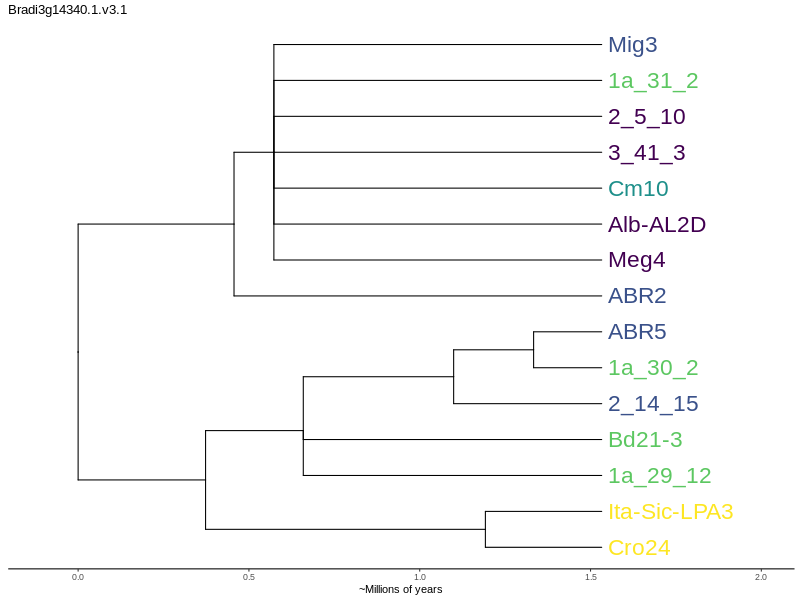 Bradi3g14340.1.v3.1
Mig3
1a_31_2
2_5_10
3_41_3
Cm10
Alb-AL2D
Meg4
ABR2
ABR5
1a_30_2
2_14_15
Bd21-3
1a_29_12
Ita-Sic-LPA3
Cro24
0.0 0.5 1.0 1.5 2.0
~Millions of years